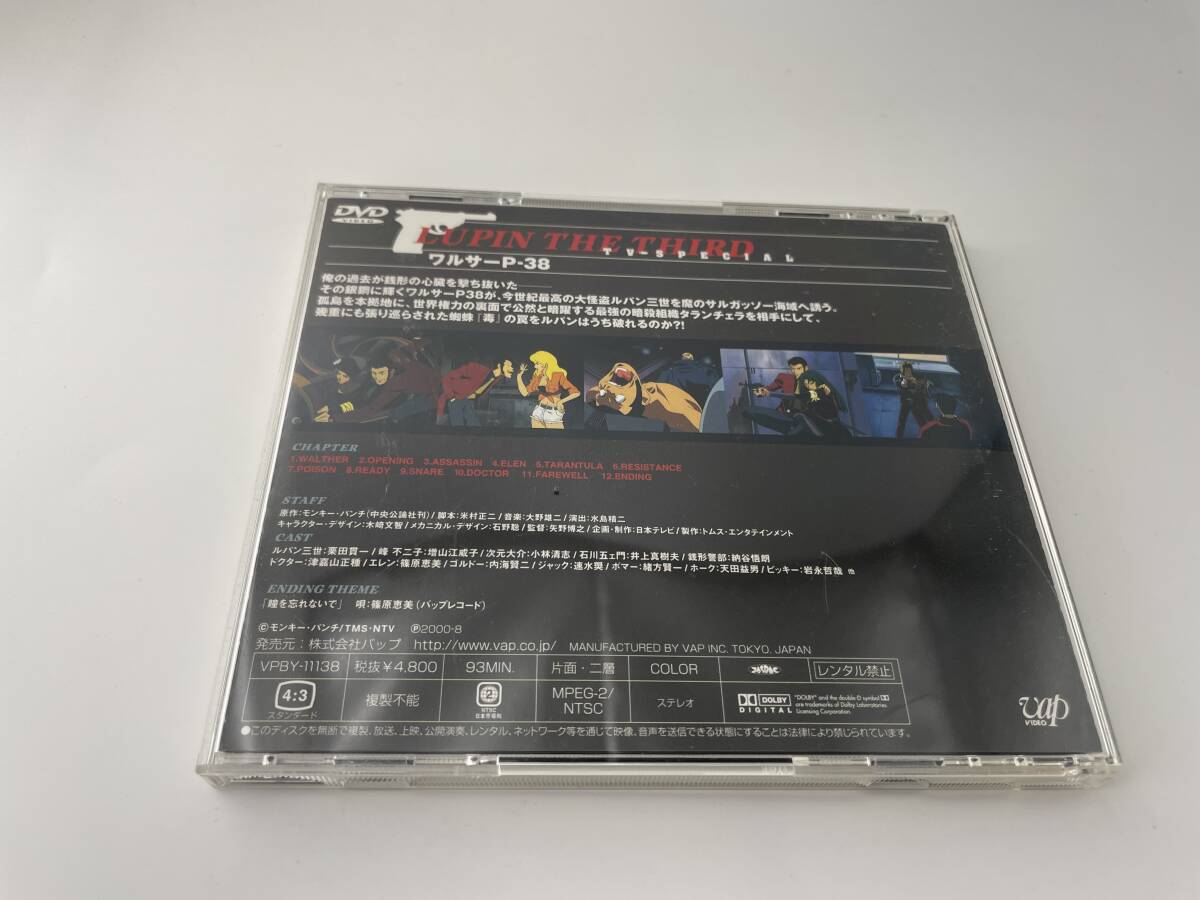 DVD
VIDEO
LUPIN THE THIRD
TV-SPECIAL
ワルサーP-38
俺の過去が銭形の心臓を撃ち抜いた――
その銀影に輝くワルサーP38が、今世紀最高の大怪盗ルパン三世を魔のサルガッソー海域へ誘う。
孤島を本拠地に、世界権力の裏面で公然と暗躍する最強の暗殺組織タランチェラを相手にして、
幾重にも張り巡らされた蜘蛛『毒』の罠をルパンはうち破れるのか?!
CHAPTER
1.WALTHER 2.OPENING 3.ASSASSIN 4.ELEN 5.TARANTULA 6.RESISTANCE
7.POISON 8.READY 9.SNARE 10.DOCTOR 11.FAREWELL 12.ENDING
STAFF
原作:モンキー・パンチ(中央公論社刊)/脚本:米村正二/音楽:大野雄二/演出:水島精二
キャラクター・デザイン:木崎文智/メカニカル・デザイン:石野聡/監督:矢野博之/企画・制作:日本テレビ/製作:トムス・エンタテインメント
CAST
ルパン三世:栗田貫一/峰 不二子:増山江威子/次元大介:小林清志/石川五ェ門:井上真樹夫/銭形警部:納谷悟朗
ドクター:津嘉山正種/エレン:篠原恵美/ゴルドー:内海賢二/ジャック:速水奨/ボマー:緒方賢一/ホーク:天田益男/ビッキー:岩永哲哉 他
ENDING THEME
「瞳を忘れないで」 唄:篠原恵美(バップレコード)
©モンキー・パンチ/TMS・NTV ℗2000-8
発売元:株式会社バップ http://www.vap.co.jp/ MANUFACTURED BY VAP INC. TOKYO. JAPAN
VPBY-11138 税抜¥4,800 93MIN. 片面・二層 COLOR JASRAC レンタル禁止
4:3 スタンダード 複製不能 2 NTSC 日本市場向 MPEG-2/NTSC ステレオ DOLBY DIGITAL "DOLBY" and the double D symbol are trademarks of Dolby Laboratories Licensing Corporation.
vap VIDEO
●このディスクを無断で複製、放送、上映、公開演奏、レンタル、ネットワーク等を通じて映像、音声を送信できる状態にすることは法律により禁じられています。